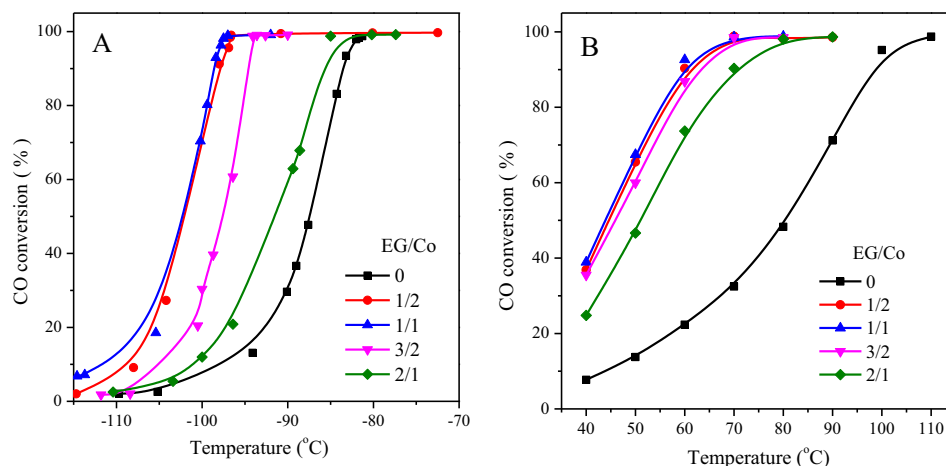 A
CO conversion ( % )
100
80
60
40
20
0
EG/Co
0
1/2
1/1
3/2
2/1
-110 -100 -90 -80 -70
Temperature (°C)
B
CO conversion ( % )
100
80
60
40
20
0
EG/Co
0
1/2
1/1
3/2
2/1
40 50 60 70 80 90 100 110
Temperature (°C)